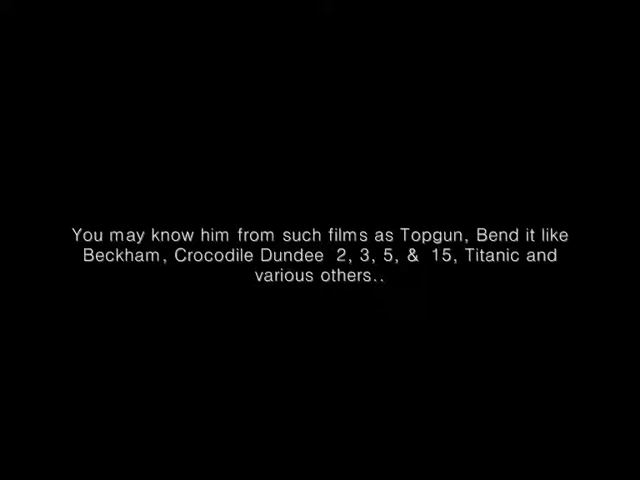 You may know him from such films as Topgun, Bend it like
Beckham, Crocodile Dundee 2, 3, 5, & 15, Titanic and
various others..